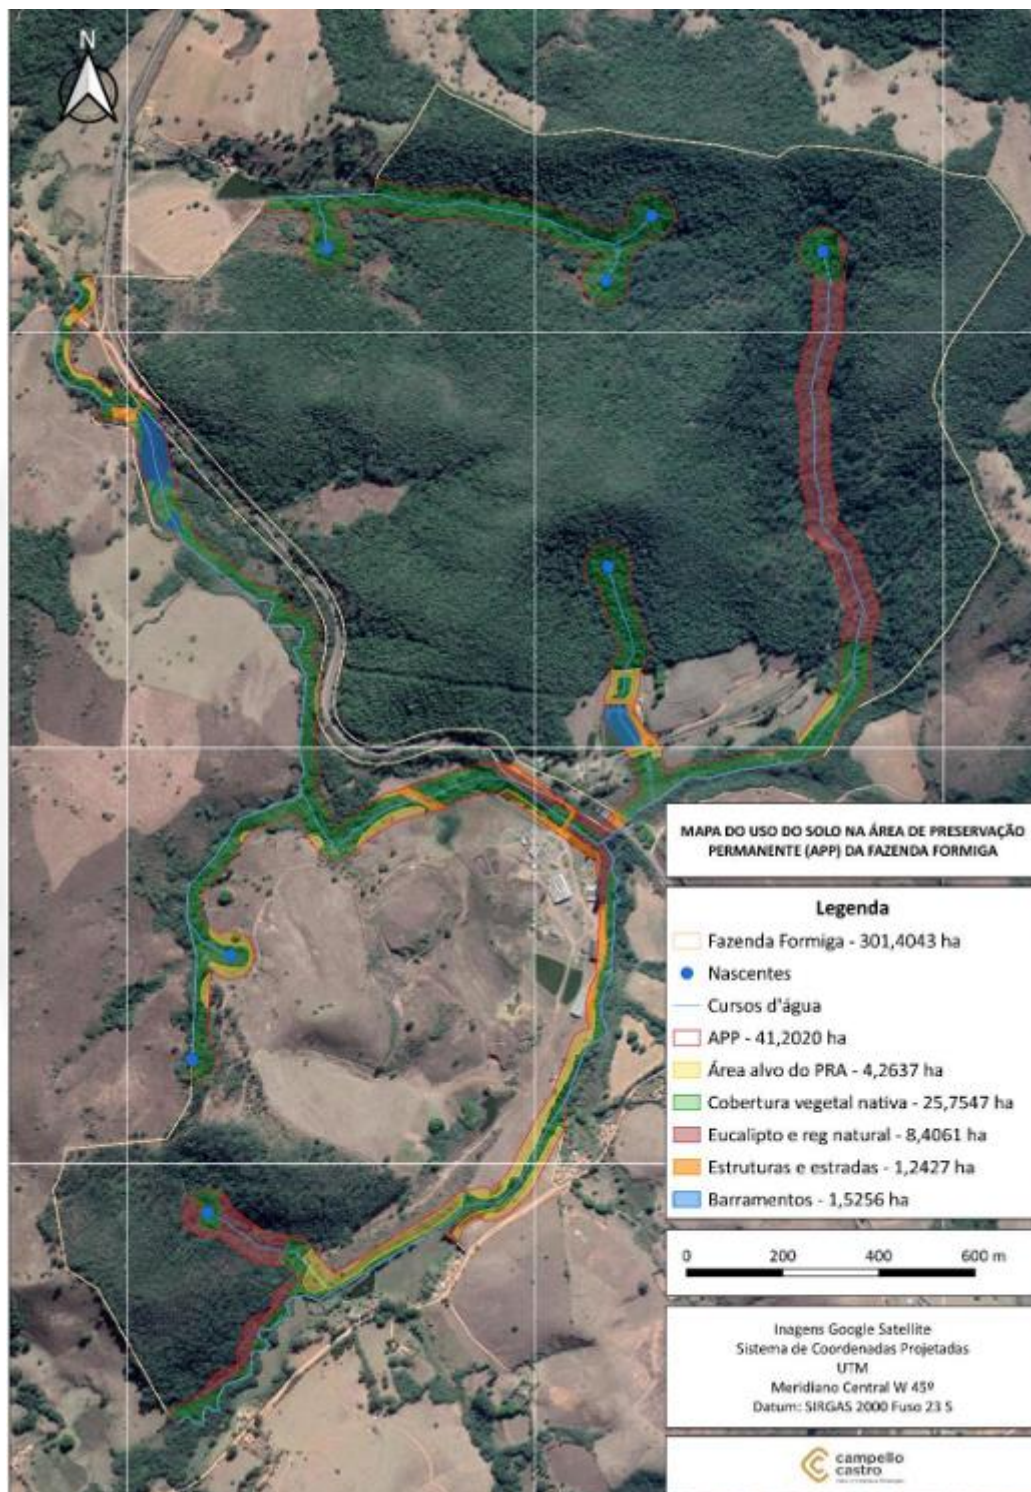 N
MAPA DO USO DO SOLO NA ÁREA DE PRESERVAÇÃO
PERMANENTE (APP) DA FAZENDA FORMIGA
Legenda
Fazenda Formiga - 301,4043 ha
Nascentes
Cursos d'água
APP - 41,2020 ha
Área alvo do PRA - 4,2637 ha
Cobertura vegetal nativa - 25,7547 ha
Eucalipto e reg natural - 8,4061 ha
Estruturas e estradas - 1,2427 ha
Barramentos - 1,5256 ha
0 200 400 600 m
Inagens Google Satellite
Sistema de Coordenadas Projetadas
UTM
Meridiano Central W 45º
Datum: SIRGAS 2000 Fuso 23 S
campello
castro